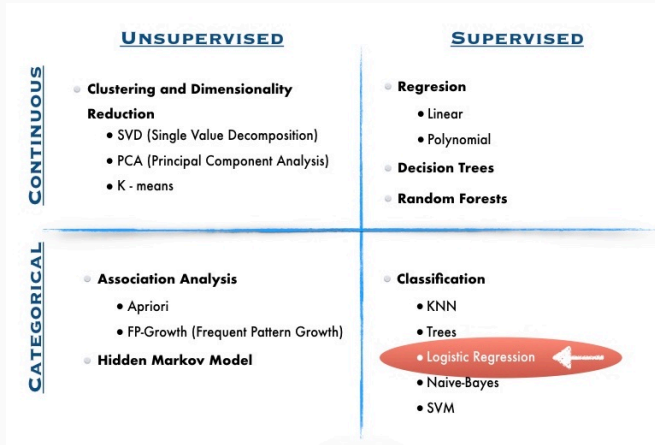 UNSUPERVISED
SUPERVISED
CONTINUOUS
Clustering and Dimensionality
Reduction
SVD (Single Value Decomposition)
PCA (Principal Component Analysis)
K - means
Regresion
Linear
Polynomial
Decision Trees
Random Forests
CATEGORICAL
Association Analysis
Apriori
FP-Growth (Frequent Pattern Growth)
Hidden Markov Model
Classification
KNN
Trees
Logistic Regression
Naive-Bayes
SVM